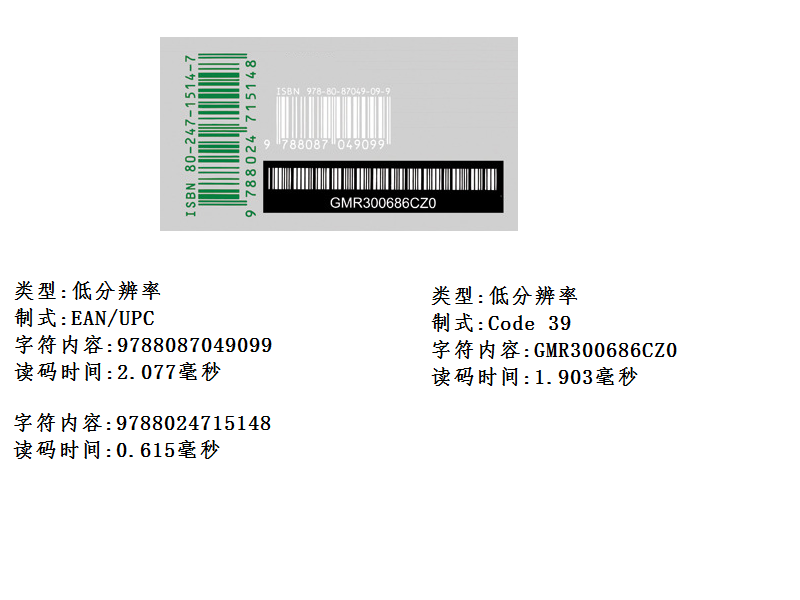 ISBN 80-247-1514-7
9 788024 715148
ISBN 978-80-87049-09-9
9 788087 049099
GMR300686CZ0
类型:低分辨率
制式:EAN/UPC
字符内容:9788087049099
读码时间:2.077毫秒
字符内容:9788024715148
读码时间:0.615毫秒
类型:低分辨率
制式:Code 39
字符内容:GMR300686CZ0
读码时间:1.903毫秒